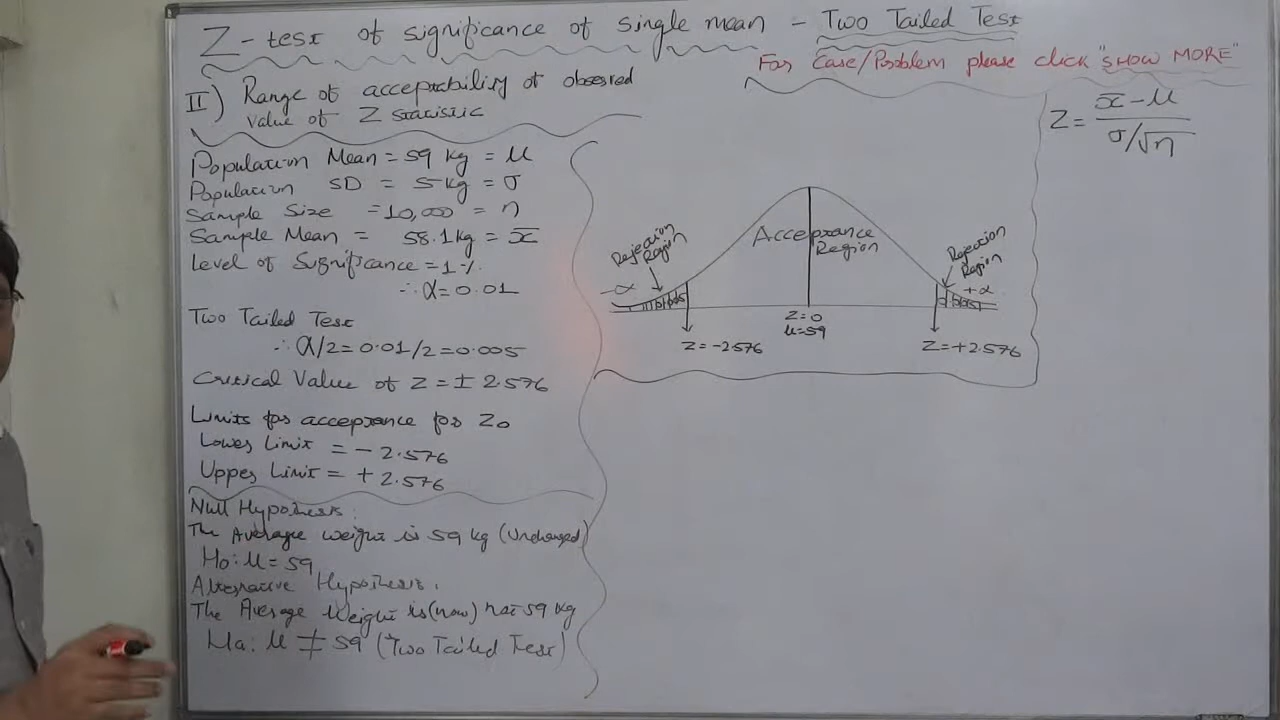 Z - test of significance of single mean - Two Tailed Test
For Case/Problem please click "SHOW MORE"
II) Range of acceptability of observed
value of Z statistic
Z = x̄ - μ
σ/√n
Population Mean = 59 kg = μ
Population SD = 5 kg = σ
Sample Size = 10,000 = n
Sample Mean = 58.1 kg = x̄
Level of Significance = 1%
∴ α = 0.01
Two Tailed Test
∴ α/2 = 0.01/2 = 0.005
Critical Value of Z = ± 2.576
Limits for acceptance for Z0
Lower Limit = - 2.576
Upper Limit = + 2.576
Null Hypothesis:
The Average weight is 59 kg (Unchanged)
Ho: μ = 59
Alternative Hypothesis.
The Average Weight is (now) not 59 kg
Ha: μ ≠ 59 (Two Tailed Test)
Rejection
Region
Acceptance
Region
Rejection
Region
-α
+α
Z=0
μ=59
Z=-2.576
Z=+2.576